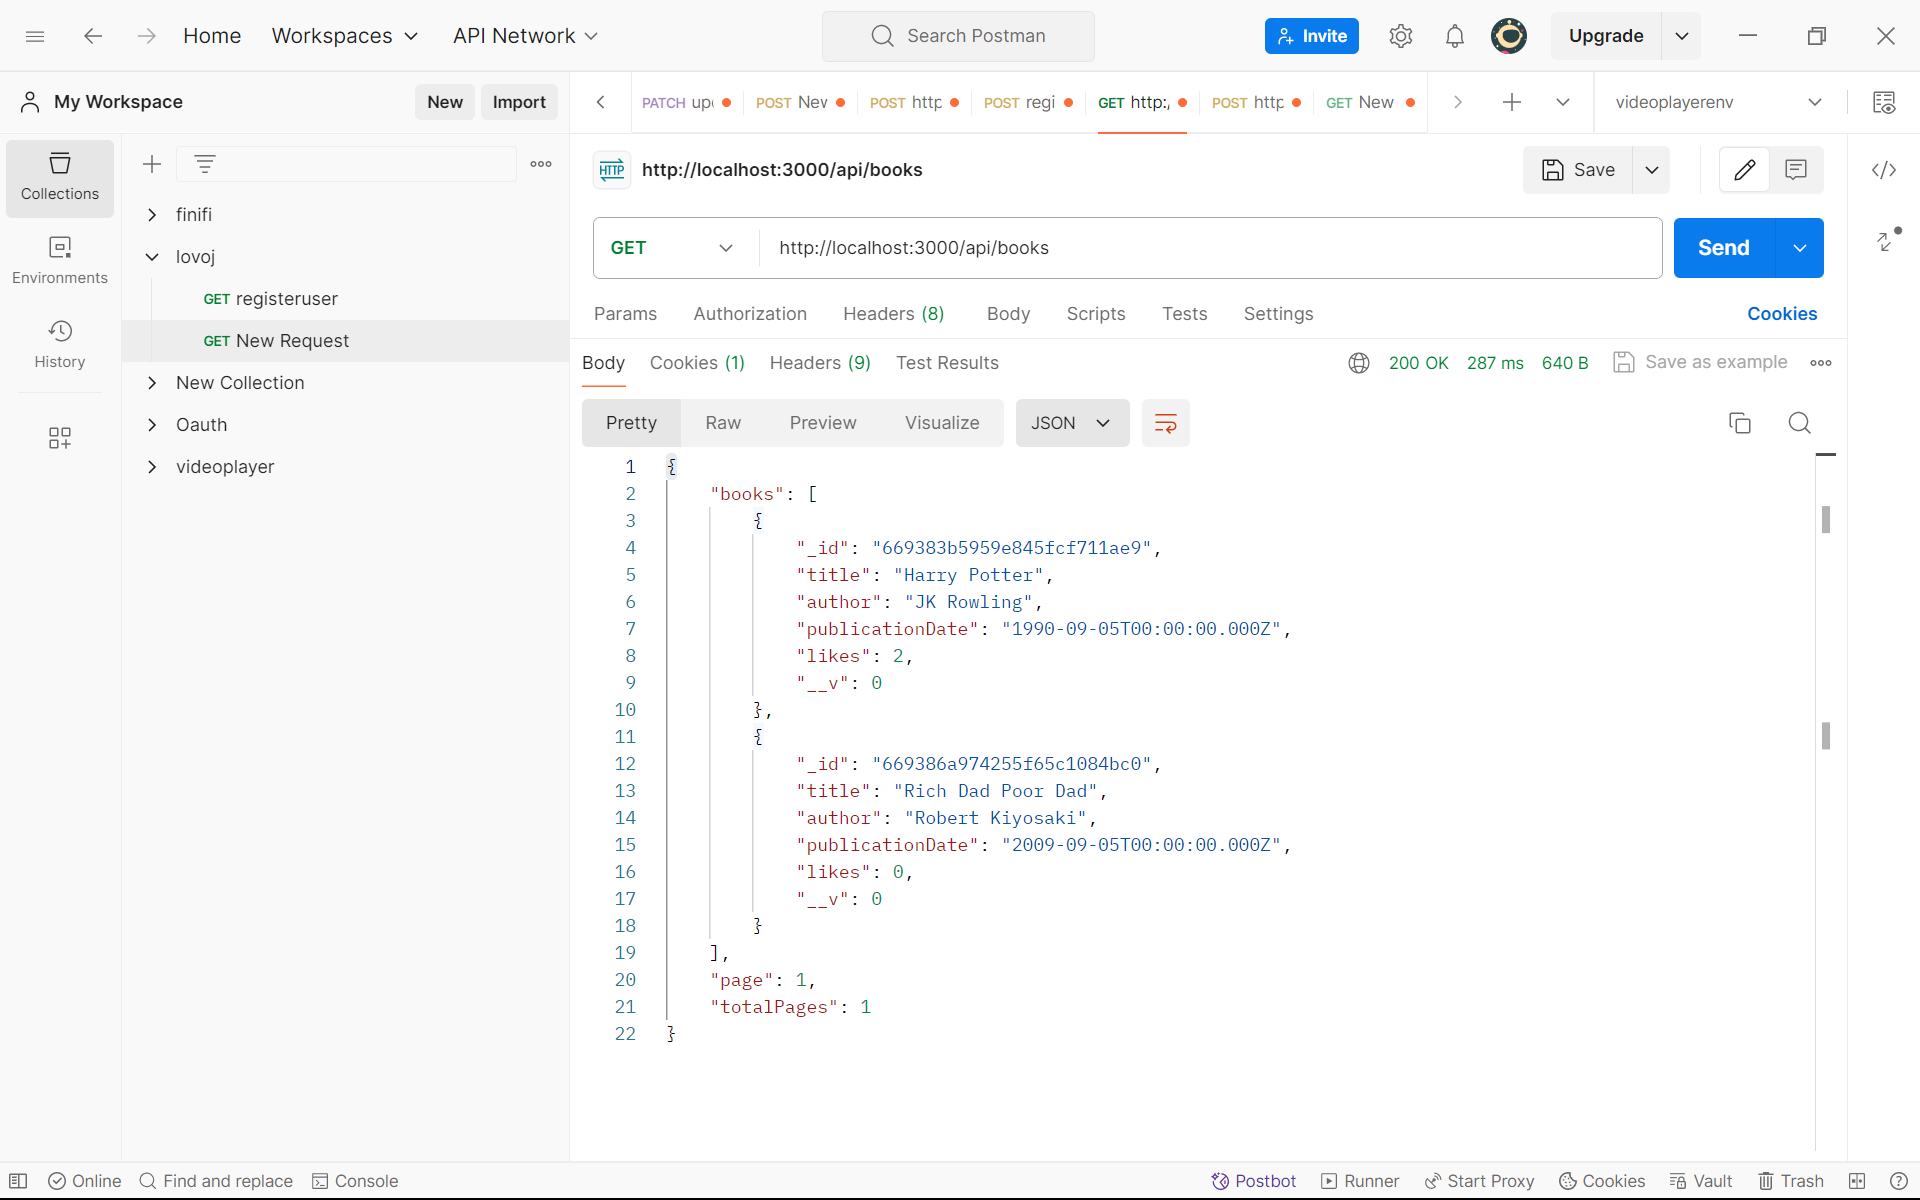 Home Workspaces API Network Search Postman Invite Upgrade
My Workspace New Import PATCH up POST Nev POST http POST regi GET http:/ POST http GET New videoplayerenv
Collections
Environments
History
finifi
lovoj
GET registeruser
GET New Request
New Collection
Oauth
videoplayer
HTTP http://localhost:3000/api/books Save
GET http://localhost:3000/api/books Send
Params Authorization Headers (8) Body Scripts Tests Settings Cookies
Body Cookies (1) Headers (9) Test Results 200 OK 287 ms 640 B Save as example
Pretty Raw Preview Visualize JSON
1 {
2 "books": [
3 {
4 "_id": "669383b5959e845fcf711ae9",
5 "title": "Harry Potter",
6 "author": "JK Rowling",
7 "publicationDate": "1990-09-05T00:00:00.000Z",
8 "likes": 2,
9 "__v": 0
10 },
11 {
12 "_id": "669386a974255f65c1084bc0",
13 "title": "Rich Dad Poor Dad",
14 "author": "Robert Kiyosaki",
15 "publicationDate": "2009-09-05T00:00:00.000Z",
16 "likes": 0,
17 "__v": 0
18 }
19 ],
20 "page": 1,
21 "totalPages": 1
22 }
Online Find and replace Console Postbot Runner Start Proxy Cookies Vault Trash